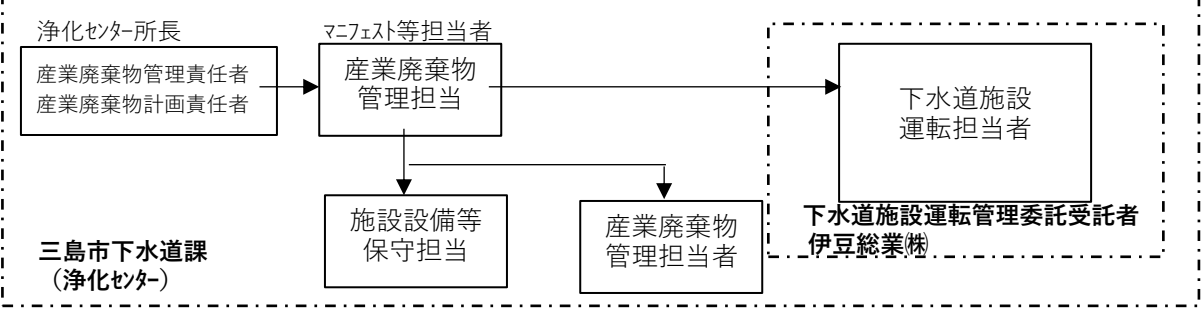 浄化ｾﾝﾀｰ所長
産業廃棄物管理責任者
産業廃棄物計画責任者
ﾏﾆﾌｪｽﾄ等担当者
産業廃棄物
管理担当
下水道施設
運転担当者
施設設備等
保守担当
産業廃棄物
管理担当者
下水道施設運転管理委託受託者
伊豆総業㈱
三島市下水道課
（浄化ｾﾝﾀｰ）